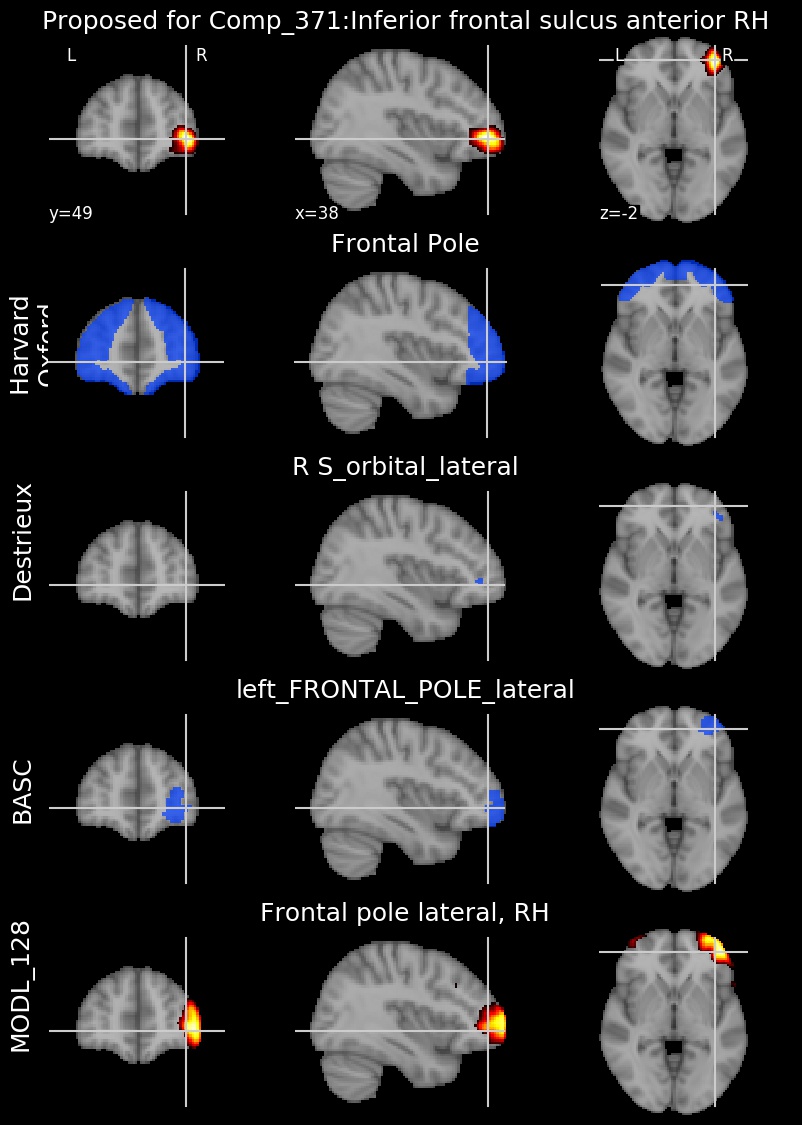 Proposed for Comp_371:Inferior frontal sulcus anterior RH
L R L R
y=49 x=38 z=-2
Frontal Pole
Harvard
Oxford
R S_orbital_lateral
Destrieux
left_FRONTAL_POLE_lateral
BASC
Frontal pole lateral, RH
MODL_128